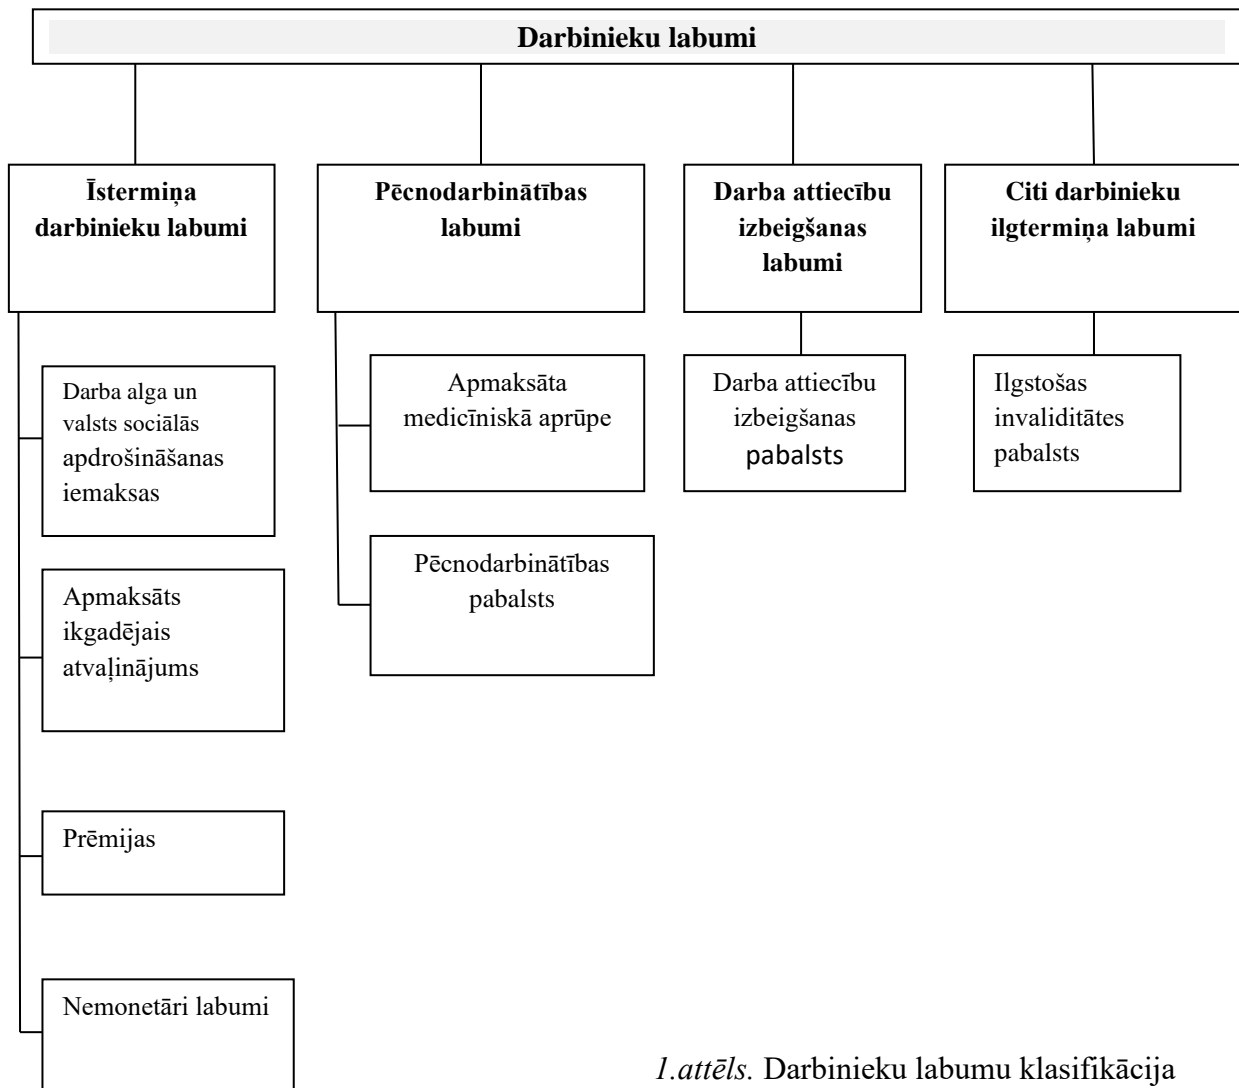 Darbinieku labumi
Īstermiņa
darbinieku labumi
Pēcnodarbinātības
labumi
Darba attiecību
izbeigšanas
labumi
Citi darbinieku
ilgtermiņa labumi
Darba alga un
valsts sociālās
apdrošināšanas
iemaksas
Apmaksāts
ikgadējais
atvaļinājums
Prēmijas
Nemonetāri labumi
Apmaksāta
medicīniskā aprūpe
Pēcnodarbinātības
pabalsts
Darba attiecību
izbeigšanas
pabalsts
Ilgstošas
invaliditātes
pabalsts
1.attēls. Darbinieku labumu klasifikācija